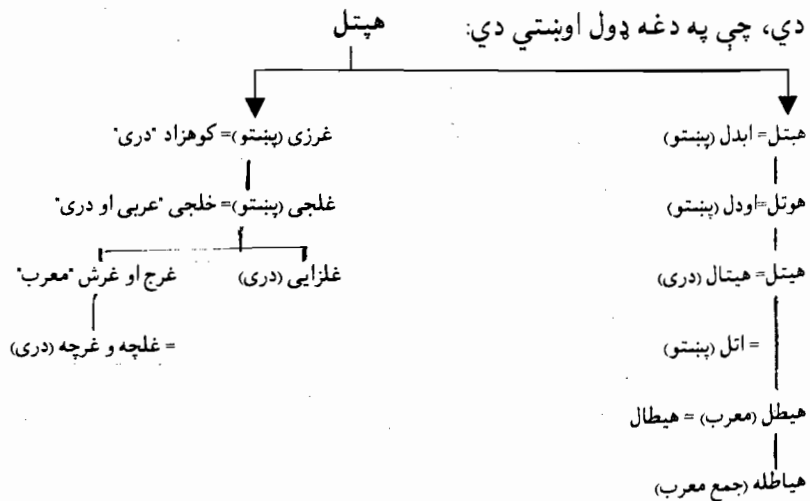 دي، چې په دغه ډول اوښتي دي:
هپتل
هبتل= ابدل (پښتو)
غرزی (پښتو)= کوهزاد "دری"
هوتل=اودل (پښتو)
غلجی (پښتو)= خلجی "عربی او دری"
هیتل= هیتال (دری)
غلزایی (دری)
غرج او غرش "معرب"
= اتل (پښتو)
= غلچه و غرچه (دری)
هیطل (معرب) = هیطال
هیاطله (جمع معرب)